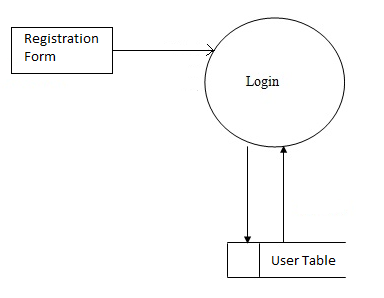 Registration
Form
Login
User Table